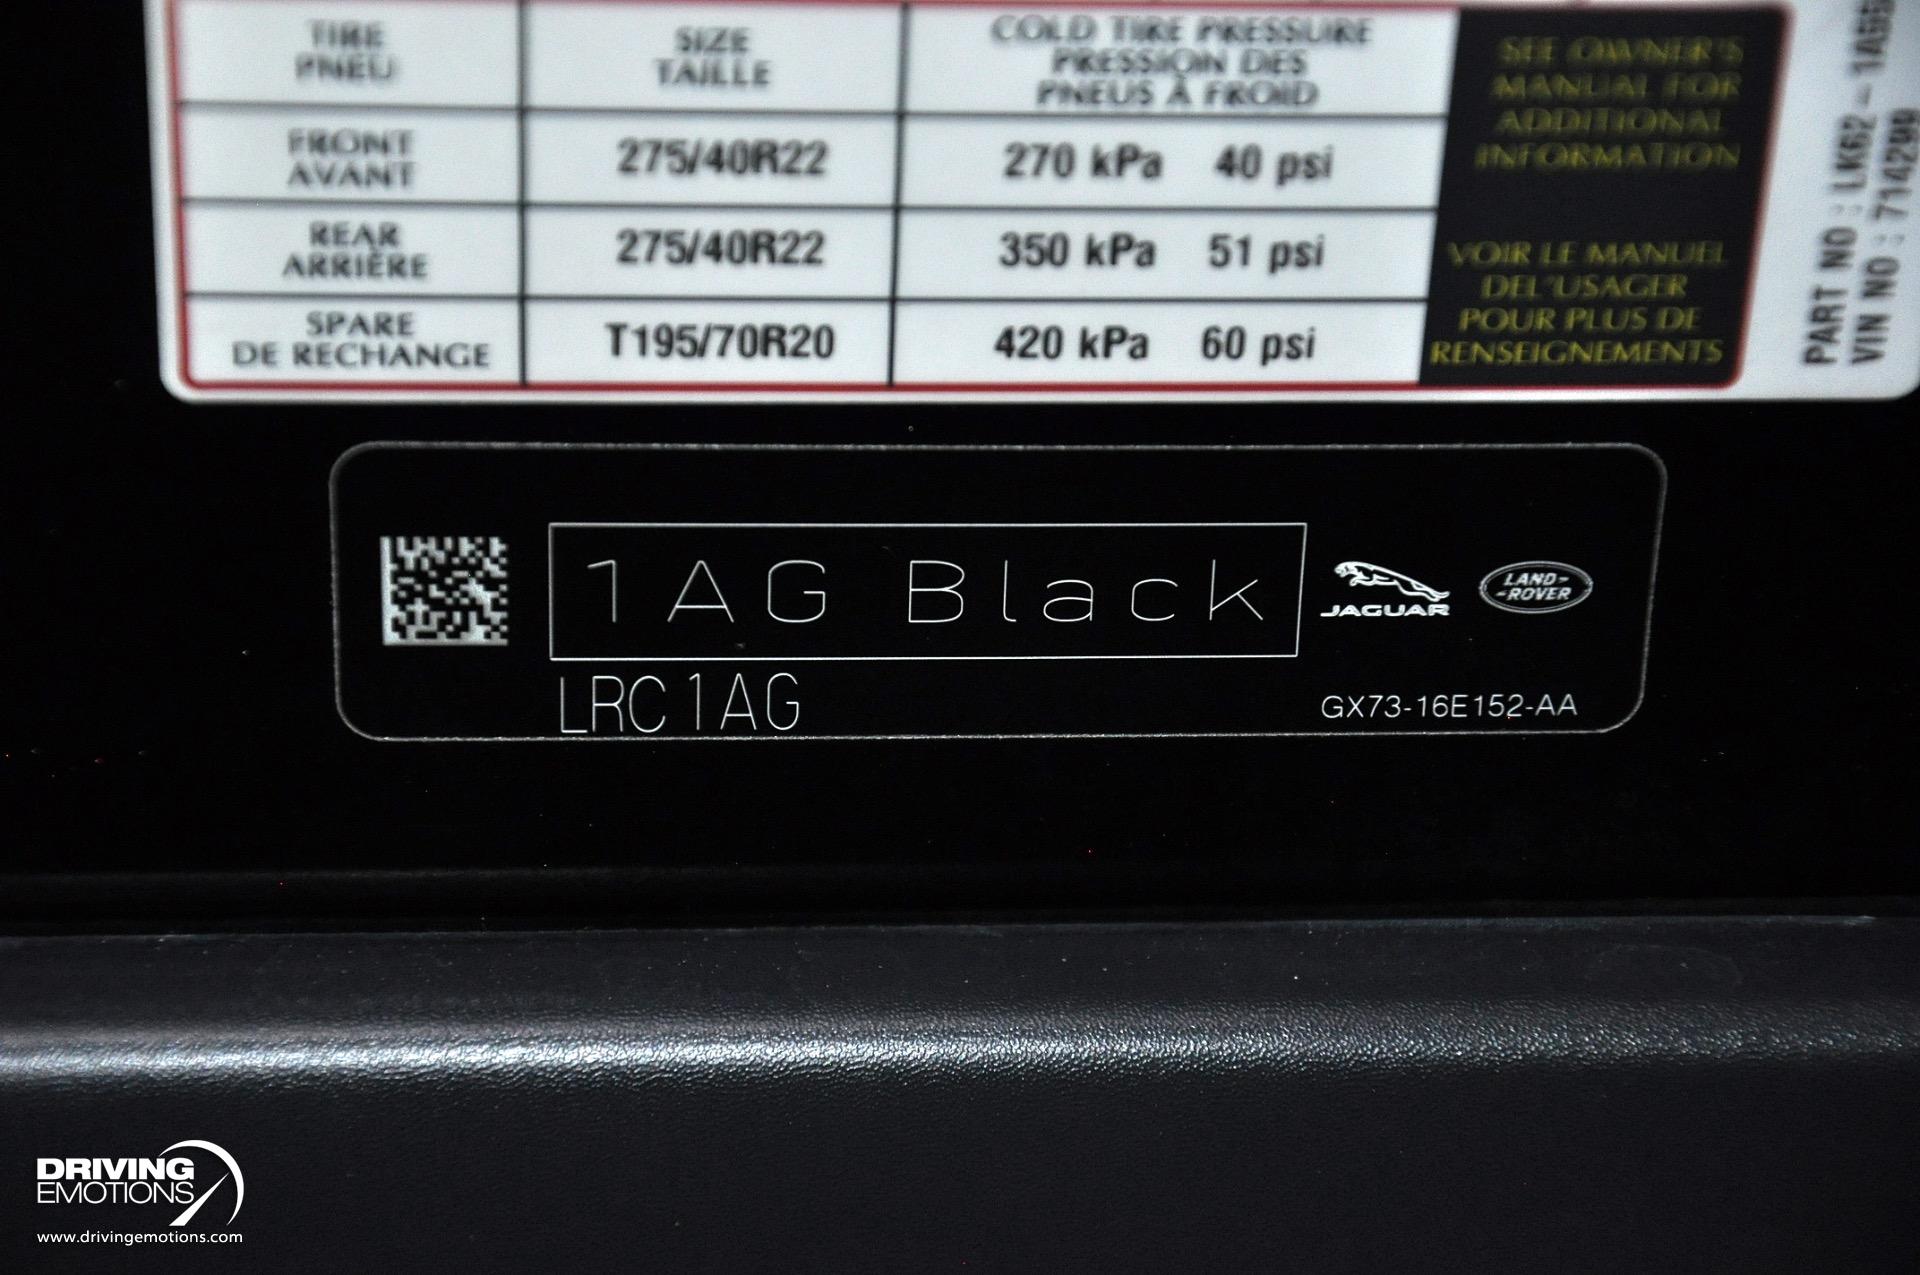 TIRE
PNEU
SIZE
TAILLE
COLD TIRE PRESSURE
PRESSION DES
PNEUS À FROID
SEE OWNER'S
MANUAL FOR
ADDITIONAL
INFORMATION
FRONT
AVANT
275/40R22
270 kPa 40 psi
REAR
ARRIÈRE
275/40R22
350 kPa 51 psi
VOIR LE MANUEL
DEL'USAGER
POUR PLUS DE
RENSEIGNEMENTS
SPARE
DE RECHANGE
T195/70R20
420 kPa 60 psi
PART NO : LK62 -
VIN NO : 714299
1AG Black
JAGUAR
LAND-
-ROVER
LRC1AG
GX73-16E152-AA
DRIVING
EMOTIONS
www.drivingemotions.com